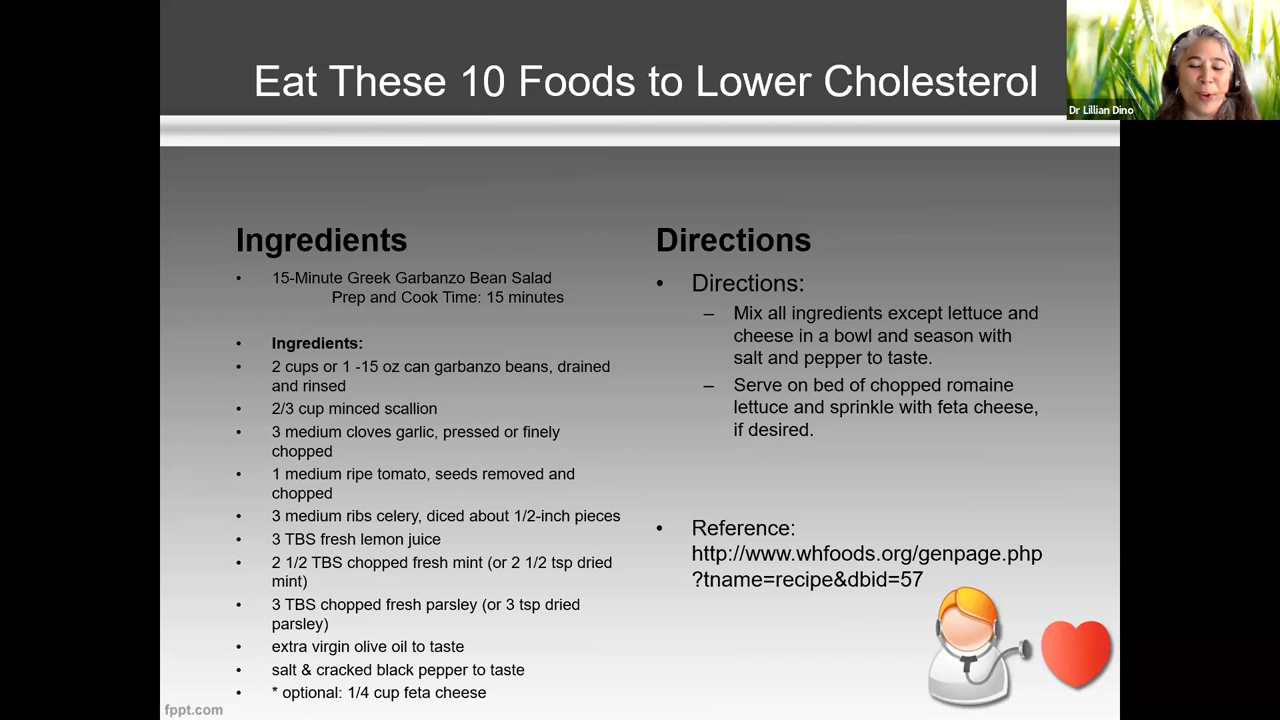 Eat These 10 Foods to Lower Cholesterol
Dr Lillian Dino
Ingredients
• 15-Minute Greek Garbanzo Bean Salad
Prep and Cook Time: 15 minutes
• Ingredients:
• 2 cups or 1 -15 oz can garbanzo beans, drained
and rinsed
• 2/3 cup minced scallion
• 3 medium cloves garlic, pressed or finely
chopped
• 1 medium ripe tomato, seeds removed and
chopped
• 3 medium ribs celery, diced about 1/2-inch pieces
• 3 TBS fresh lemon juice
• 2 1/2 TBS chopped fresh mint (or 2 1/2 tsp dried
mint)
• 3 TBS chopped fresh parsley (or 3 tsp dried
parsley)
• extra virgin olive oil to taste
• salt & cracked black pepper to taste
• * optional: 1/4 cup feta cheese
Directions
• Directions:
– Mix all ingredients except lettuce and
cheese in a bowl and season with
salt and pepper to taste.
– Serve on bed of chopped romaine
lettuce and sprinkle with feta cheese,
if desired.
• Reference:
http://www.whfoods.org/genpage.php
?tname=recipe&dbid=57
fppt.com